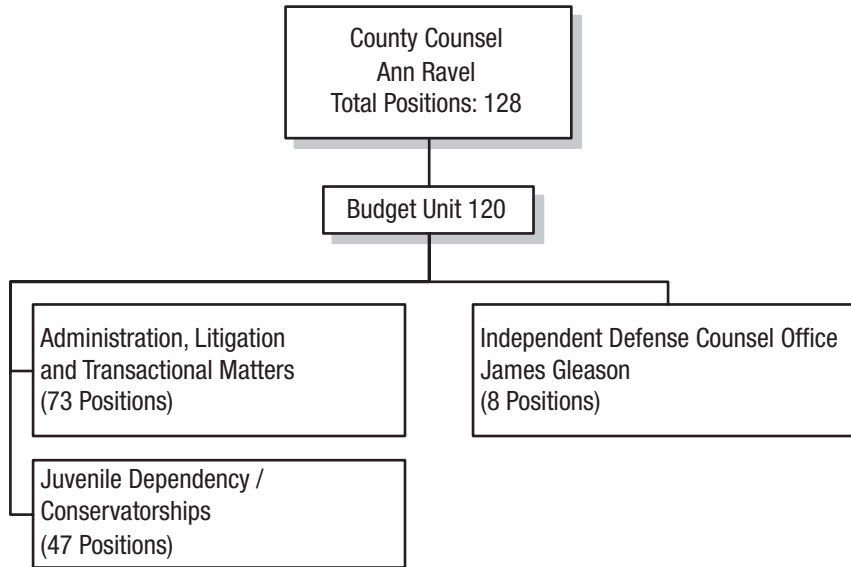 County Counsel
Ann Ravel
Total Positions: 128
Budget Unit 120
Administration, Litigation
and Transactional Matters
(73 Positions)
Independent Defense Counsel Office
James Gleason
(8 Positions)
Juvenile Dependency /
Conservatorships
(47 Positions)